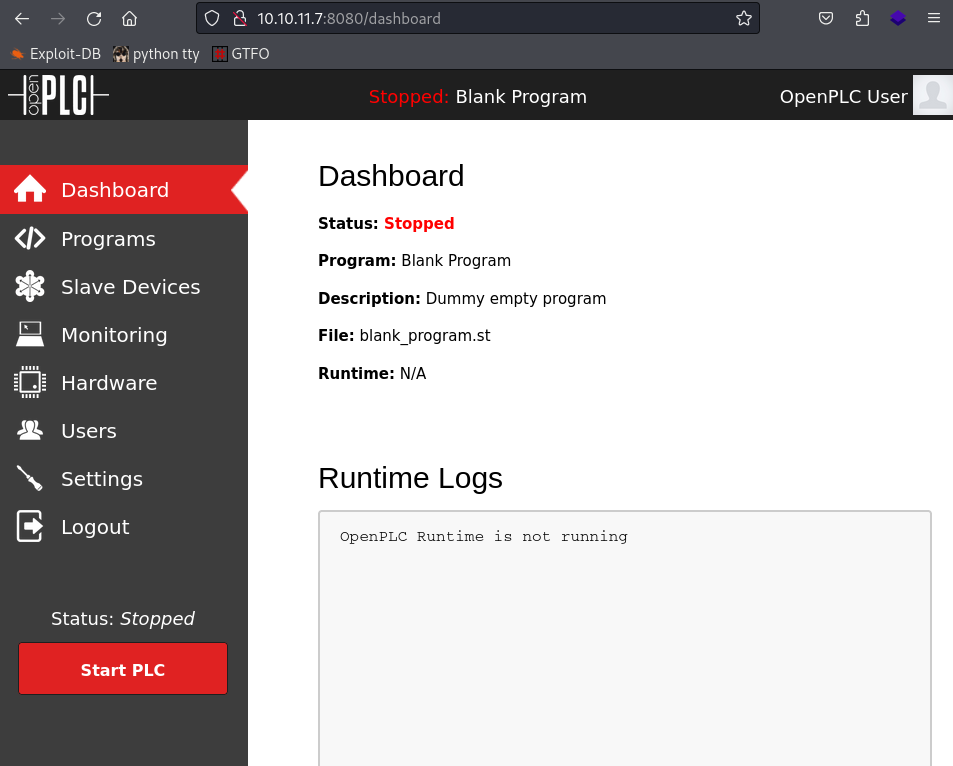 10.10.11.7:8080/dashboard
Exploit-DB python tty GTFO
open PLC Stopped: Blank Program OpenPLC User
Dashboard
Programs
Slave Devices
Monitoring
Hardware
Users
Settings
Logout
Status: Stopped
Start PLC
Dashboard
Status: Stopped
Program: Blank Program
Description: Dummy empty program
File: blank_program.st
Runtime: N/A
Runtime Logs
OpenPLC Runtime is not running